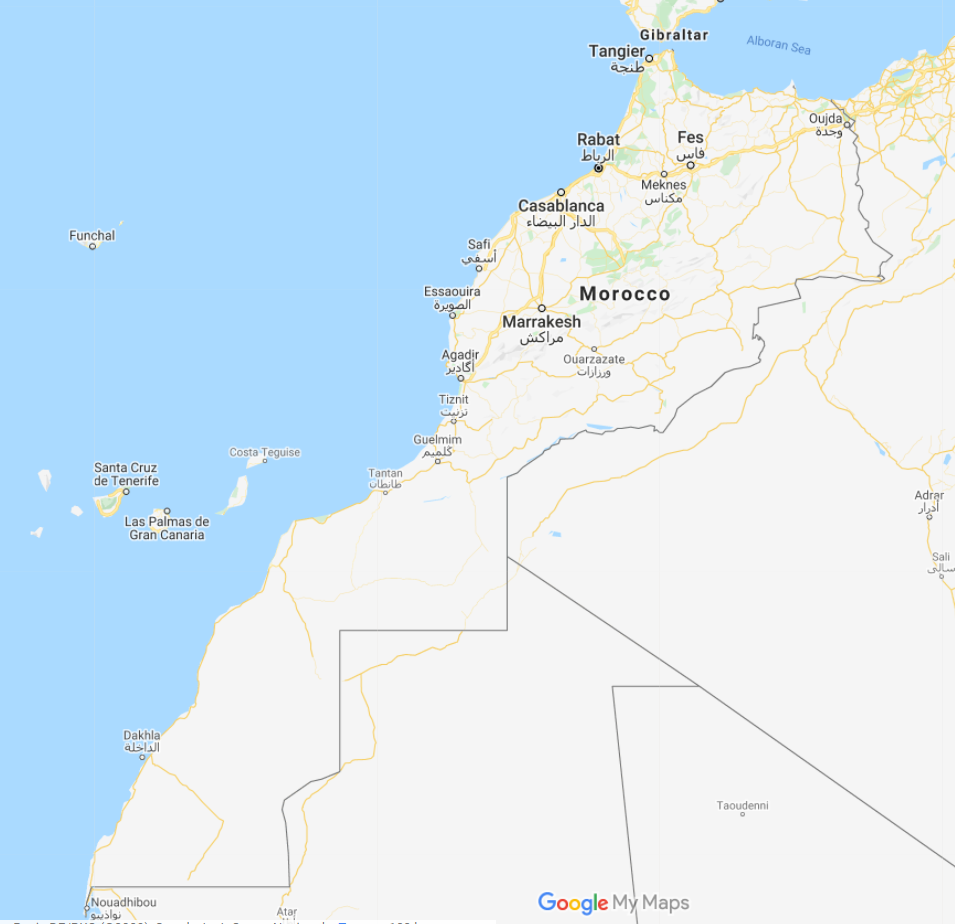 Gibraltar
Alboran Sea
Tangier
طنجة
Oujda
وجدة
Rabat
الرباط
Fes
فاس
Meknes
مكناس
Casablanca
الدار البيضاء
Funchal
Safi
أسفي
Essaouira
الصويرة
Morocco
Marrakesh
مراكش
Agadir
أگادير
Ouarzazate
ورزازات
Tiznit
تزنيت
Guelmim
كلميم
Costa Teguise
Santa Cruz
de Tenerife
Tantan
طانطان
Las Palmas de
Gran Canaria
Adrar
أدرار
Sali
سالي
Dakhla
الداخلة
Taoudenni
Nouadhibou
نواذيبو
Atar
Google My Maps